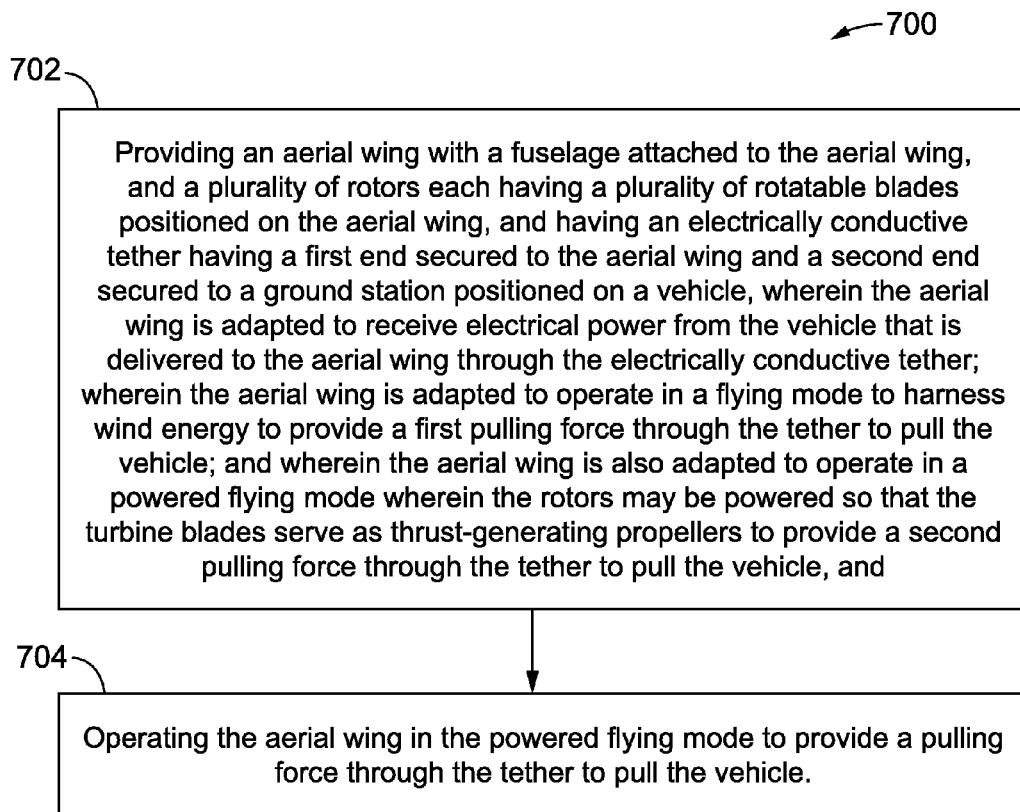 700
702
Providing an aerial wing with a fuselage attached to the aerial wing,
and a plurality of rotors each having a plurality of rotatable blades
positioned on the aerial wing, and having an electrically conductive
tether having a first end secured to the aerial wing and a second end
secured to a ground station positioned on a vehicle, wherein the aerial
wing is adapted to receive electrical power from the vehicle that is
delivered to the aerial wing through the electrically conductive tether;
wherein the aerial wing is adapted to operate in a flying mode to harness
wind energy to provide a first pulling force through the tether to pull the
vehicle; and wherein the aerial wing is also adapted to operate in a
powered flying mode wherein the rotors may be powered so that the
turbine blades serve as thrust-generating propellers to provide a second
pulling force through the tether to pull the vehicle, and
704
Operating the aerial wing in the powered flying mode to provide a pulling
force through the tether to pull the vehicle.